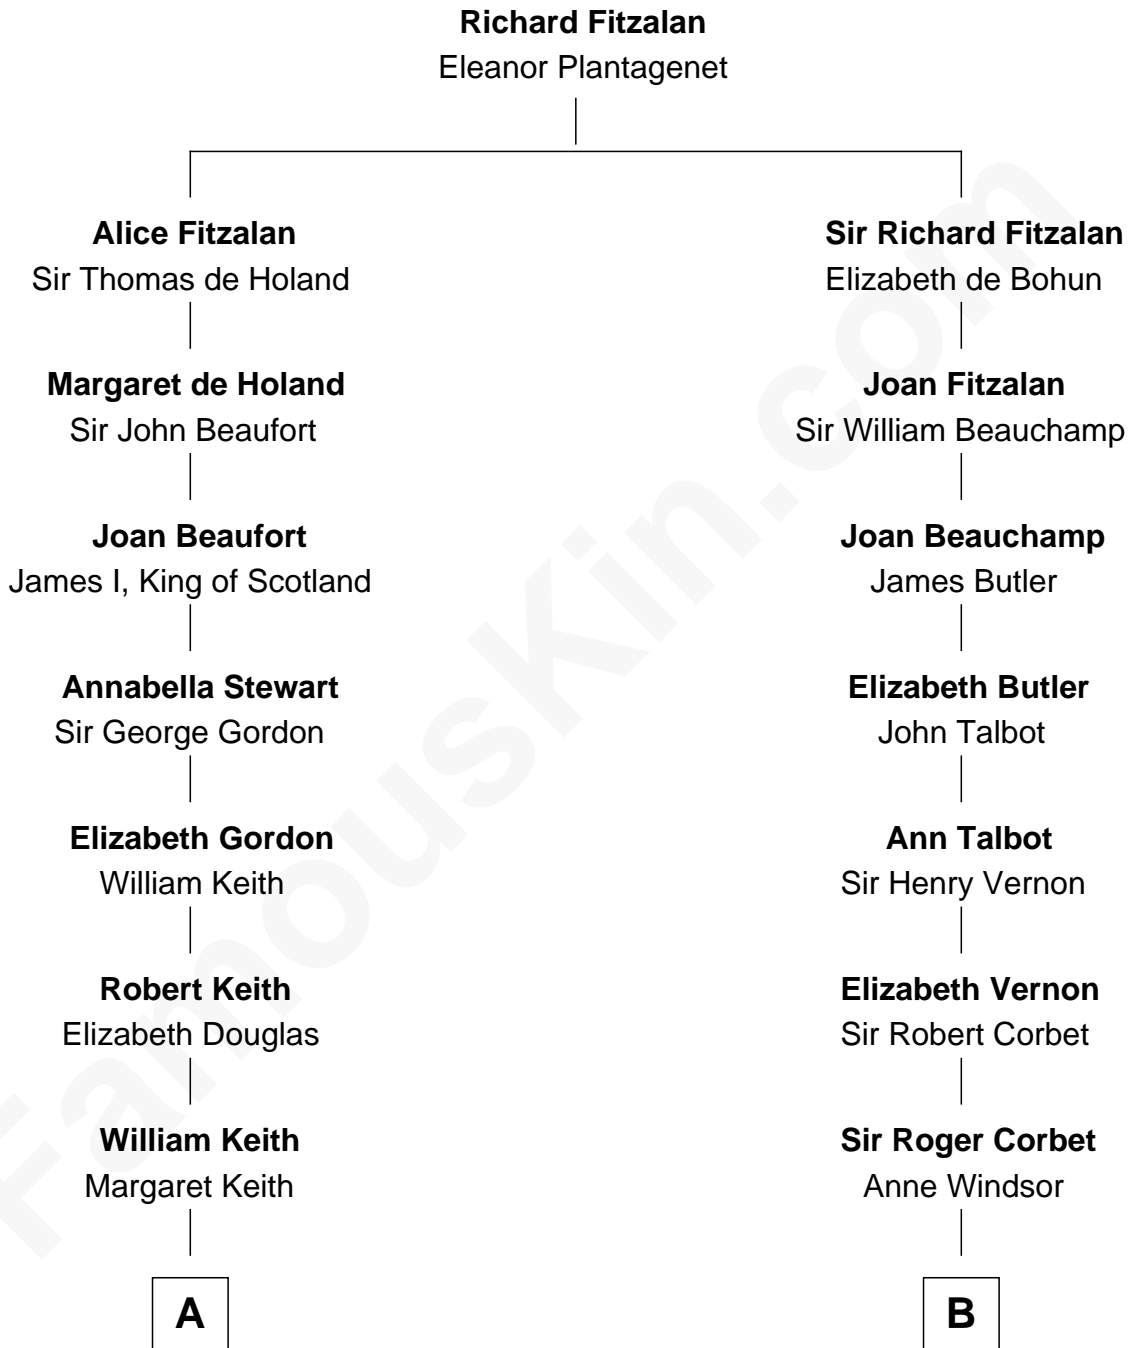 Richard Fitzalan
Eleanor Plantagenet
Alice Fitzalan
Sir Thomas de Holand
Sir Richard Fitzalan
Elizabeth de Bohun
Margaret de Holand
Sir John Beaufort
Joan Fitzalan
Sir William Beauchamp
Joan Beaufort
James I, King of Scotland
Joan Beauchamp
James Butler
Annabella Stewart
Sir George Gordon
Elizabeth Butler
John Talbot
Elizabeth Gordon
William Keith
Ann Talbot
Sir Henry Vernon
Robert Keith
Elizabeth Douglas
Elizabeth Vernon
Sir Robert Corbet
William Keith
Margaret Keith
Sir Roger Corbet
Anne Windsor
A
B
FamousKin.com